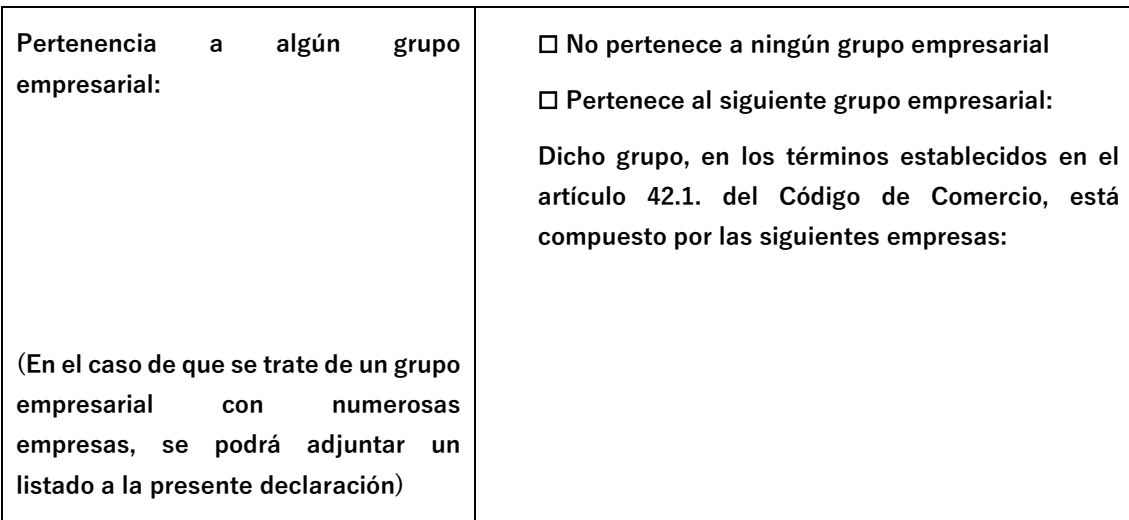 Pertenencia a algún grupo
empresarial:
(En el caso de que se trate de un grupo
empresarial con numerosas
empresas, se podrá adjuntar un
listado a la presente declaración)
☐ No pertenece a ningún grupo empresarial
☐ Pertenece al siguiente grupo empresarial:
Dicho grupo, en los términos establecidos en el
artículo 42.1. del Código de Comercio, está
compuesto por las siguientes empresas: